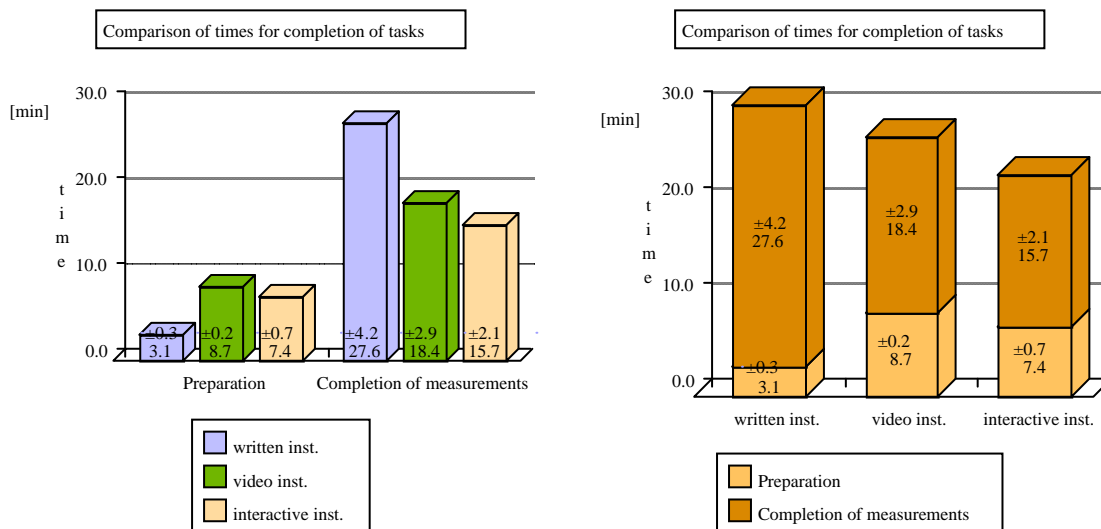 Comparison of times for completion of tasks
[min]
30.0
20.0
10.0
0.0
time
±0.3
3.1
±0.2
8.7
±0.7
7.4
±4.2
27.6
±2.9
18.4
±2.1
15.7
Preparation
Completion of measurements
written inst.
video inst.
interactive inst.
Comparison of times for completion of tasks
[min]
30.0
20.0
10.0
0.0
time
±4.2
27.6
±0.3
3.1
±2.9
18.4
±0.2
8.7
±2.1
15.7
±0.7
7.4
written inst.
video inst.
interactive inst.
Preparation
Completion of measurements